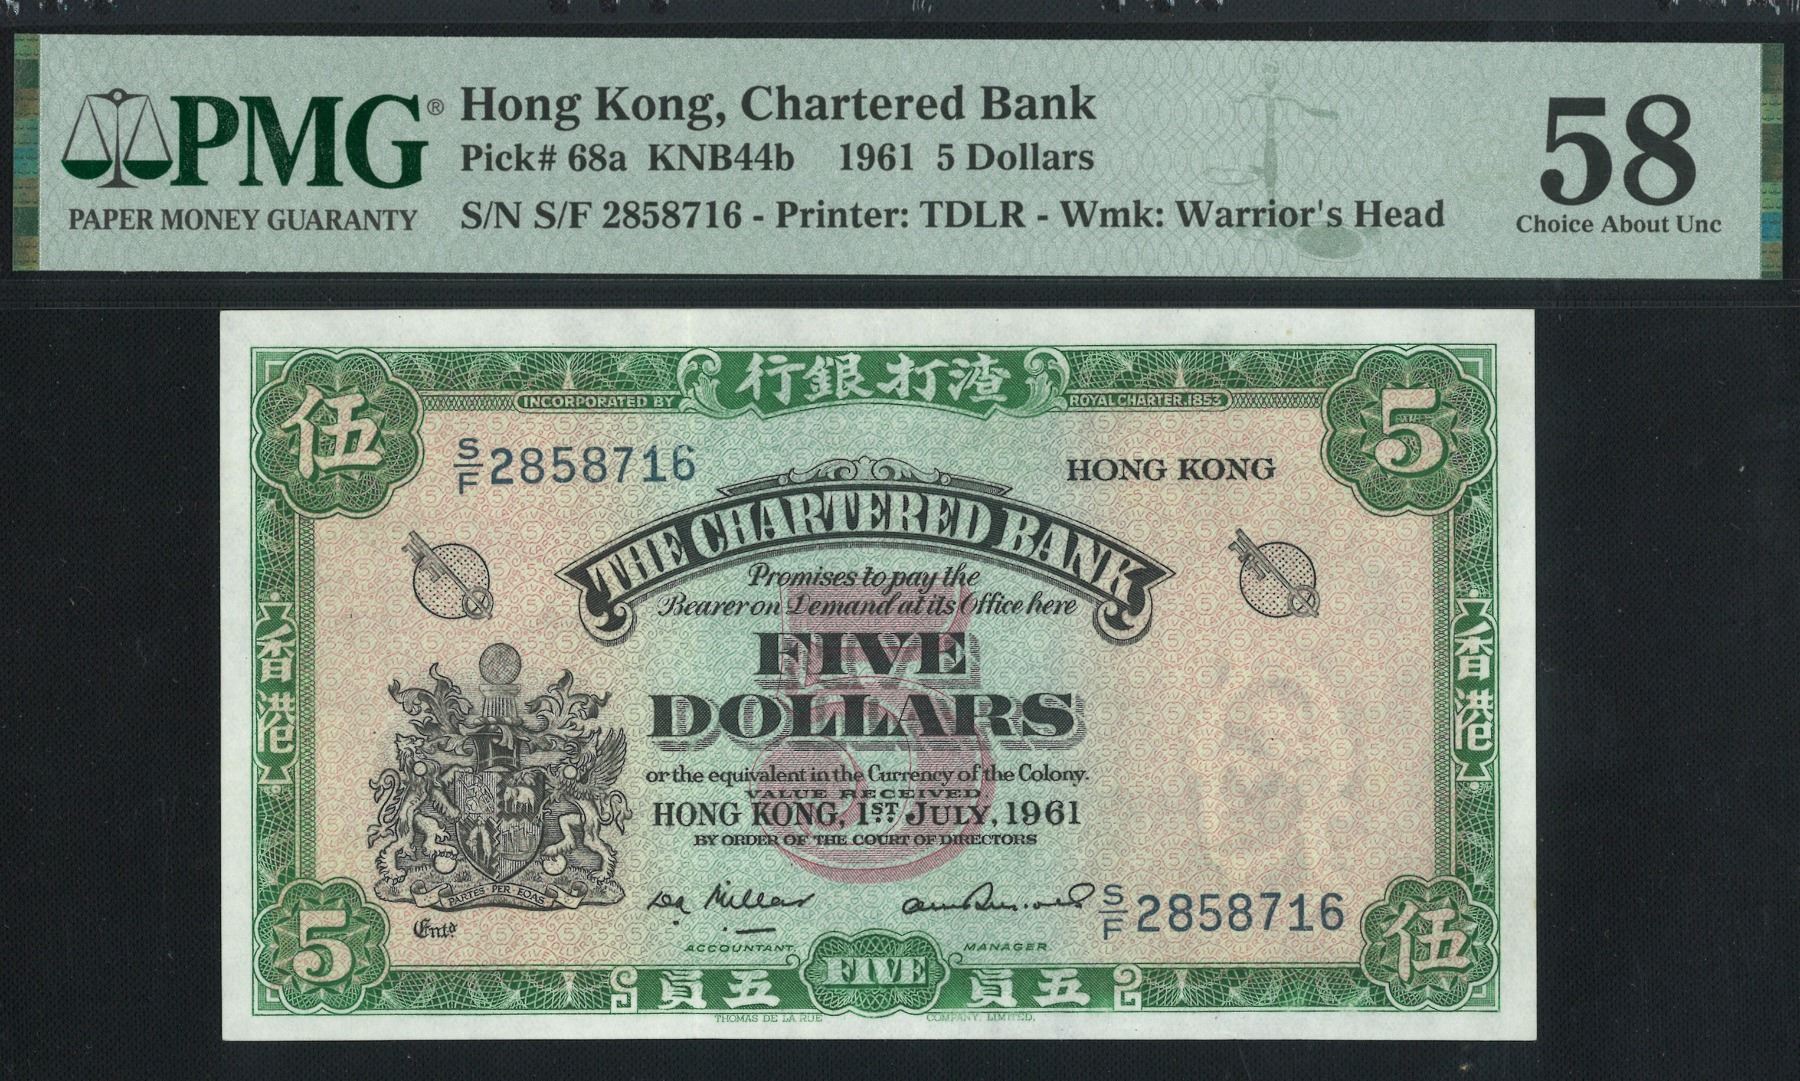 PMG®
PAPER MONEY GUARANTY
Hong Kong, Chartered Bank
Pick# 68a KNB44b 1961 5 Dollars
S/N S/F 2858716 - Printer: TDLR - Wmk: Warrior's Head
58
Choice About Unc
行銀打渣
INCORPORATED BY ROYAL CHARTER.1853
伍
5
S/F 2858716
HONG KONG
THE CHARTERED BANK
Promises to pay the
Bearer on Demand at its Office here
FIVE
DOLLARS
香港
香港
or the equivalent in the Currency of the Colony.
VALUE RECEIVED
HONG KONG, 1ST JULY, 1961
BY ORDER OF THE COURT OF DIRECTORS
PARTES·PER·EOAS
Entd.
S/F 2858716
ACCOUNTANT
MANAGER
5
伍
員五
FIVE
員五
THOMAS DE LA RUE COMPANY, LIMITED.